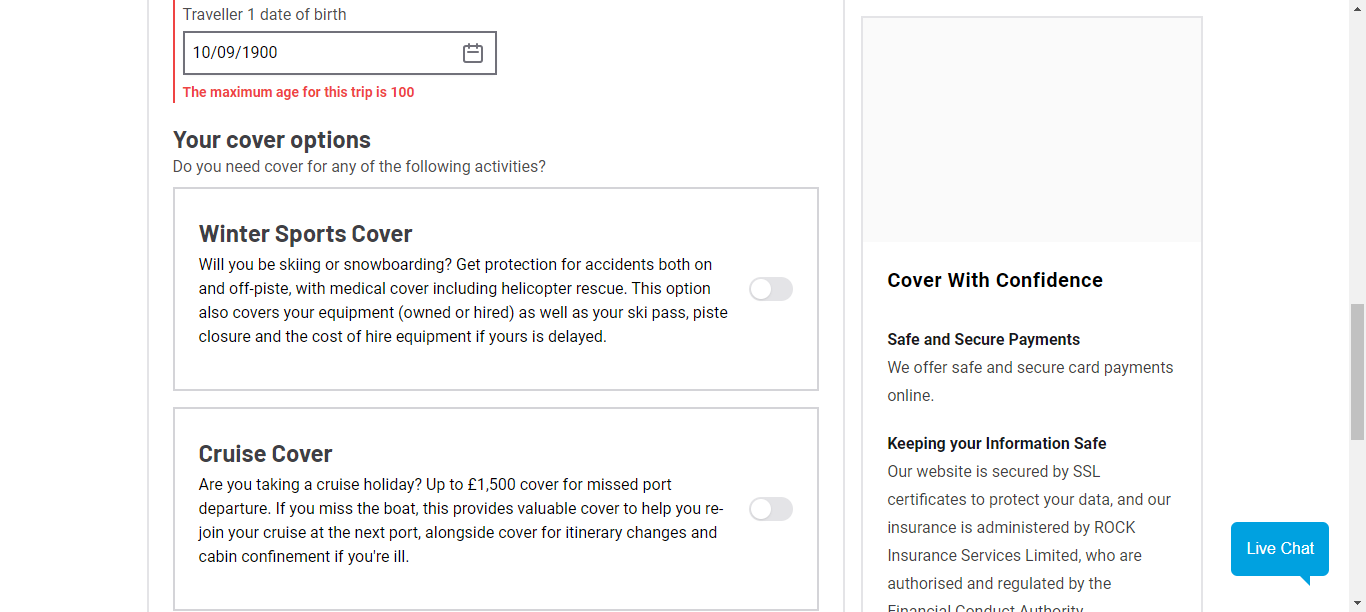 Traveller 1 date of birth
10/09/1900
The maximum age for this trip is 100
Your cover options
Do you need cover for any of the following activities?
Winter Sports Cover
Will you be skiing or snowboarding? Get protection for accidents both on
and off-piste, with medical cover including helicopter rescue. This option
also covers your equipment (owned or hired) as well as your ski pass, piste
closure and the cost of hire equipment if yours is delayed.
Cruise Cover
Are you taking a cruise holiday? Up to £1,500 cover for missed port
departure. If you miss the boat, this provides valuable cover to help you re-
join your cruise at the next port, alongside cover for itinerary changes and
cabin confinement if you're ill.
Cover With Confidence
Safe and Secure Payments
We offer safe and secure card payments
online.
Keeping your Information Safe
Our website is secured by SSL
certificates to protect your data, and our
insurance is administered by ROCK
Insurance Services Limited, who are
authorised and regulated by the
Financial Conduct Authority
Live Chat